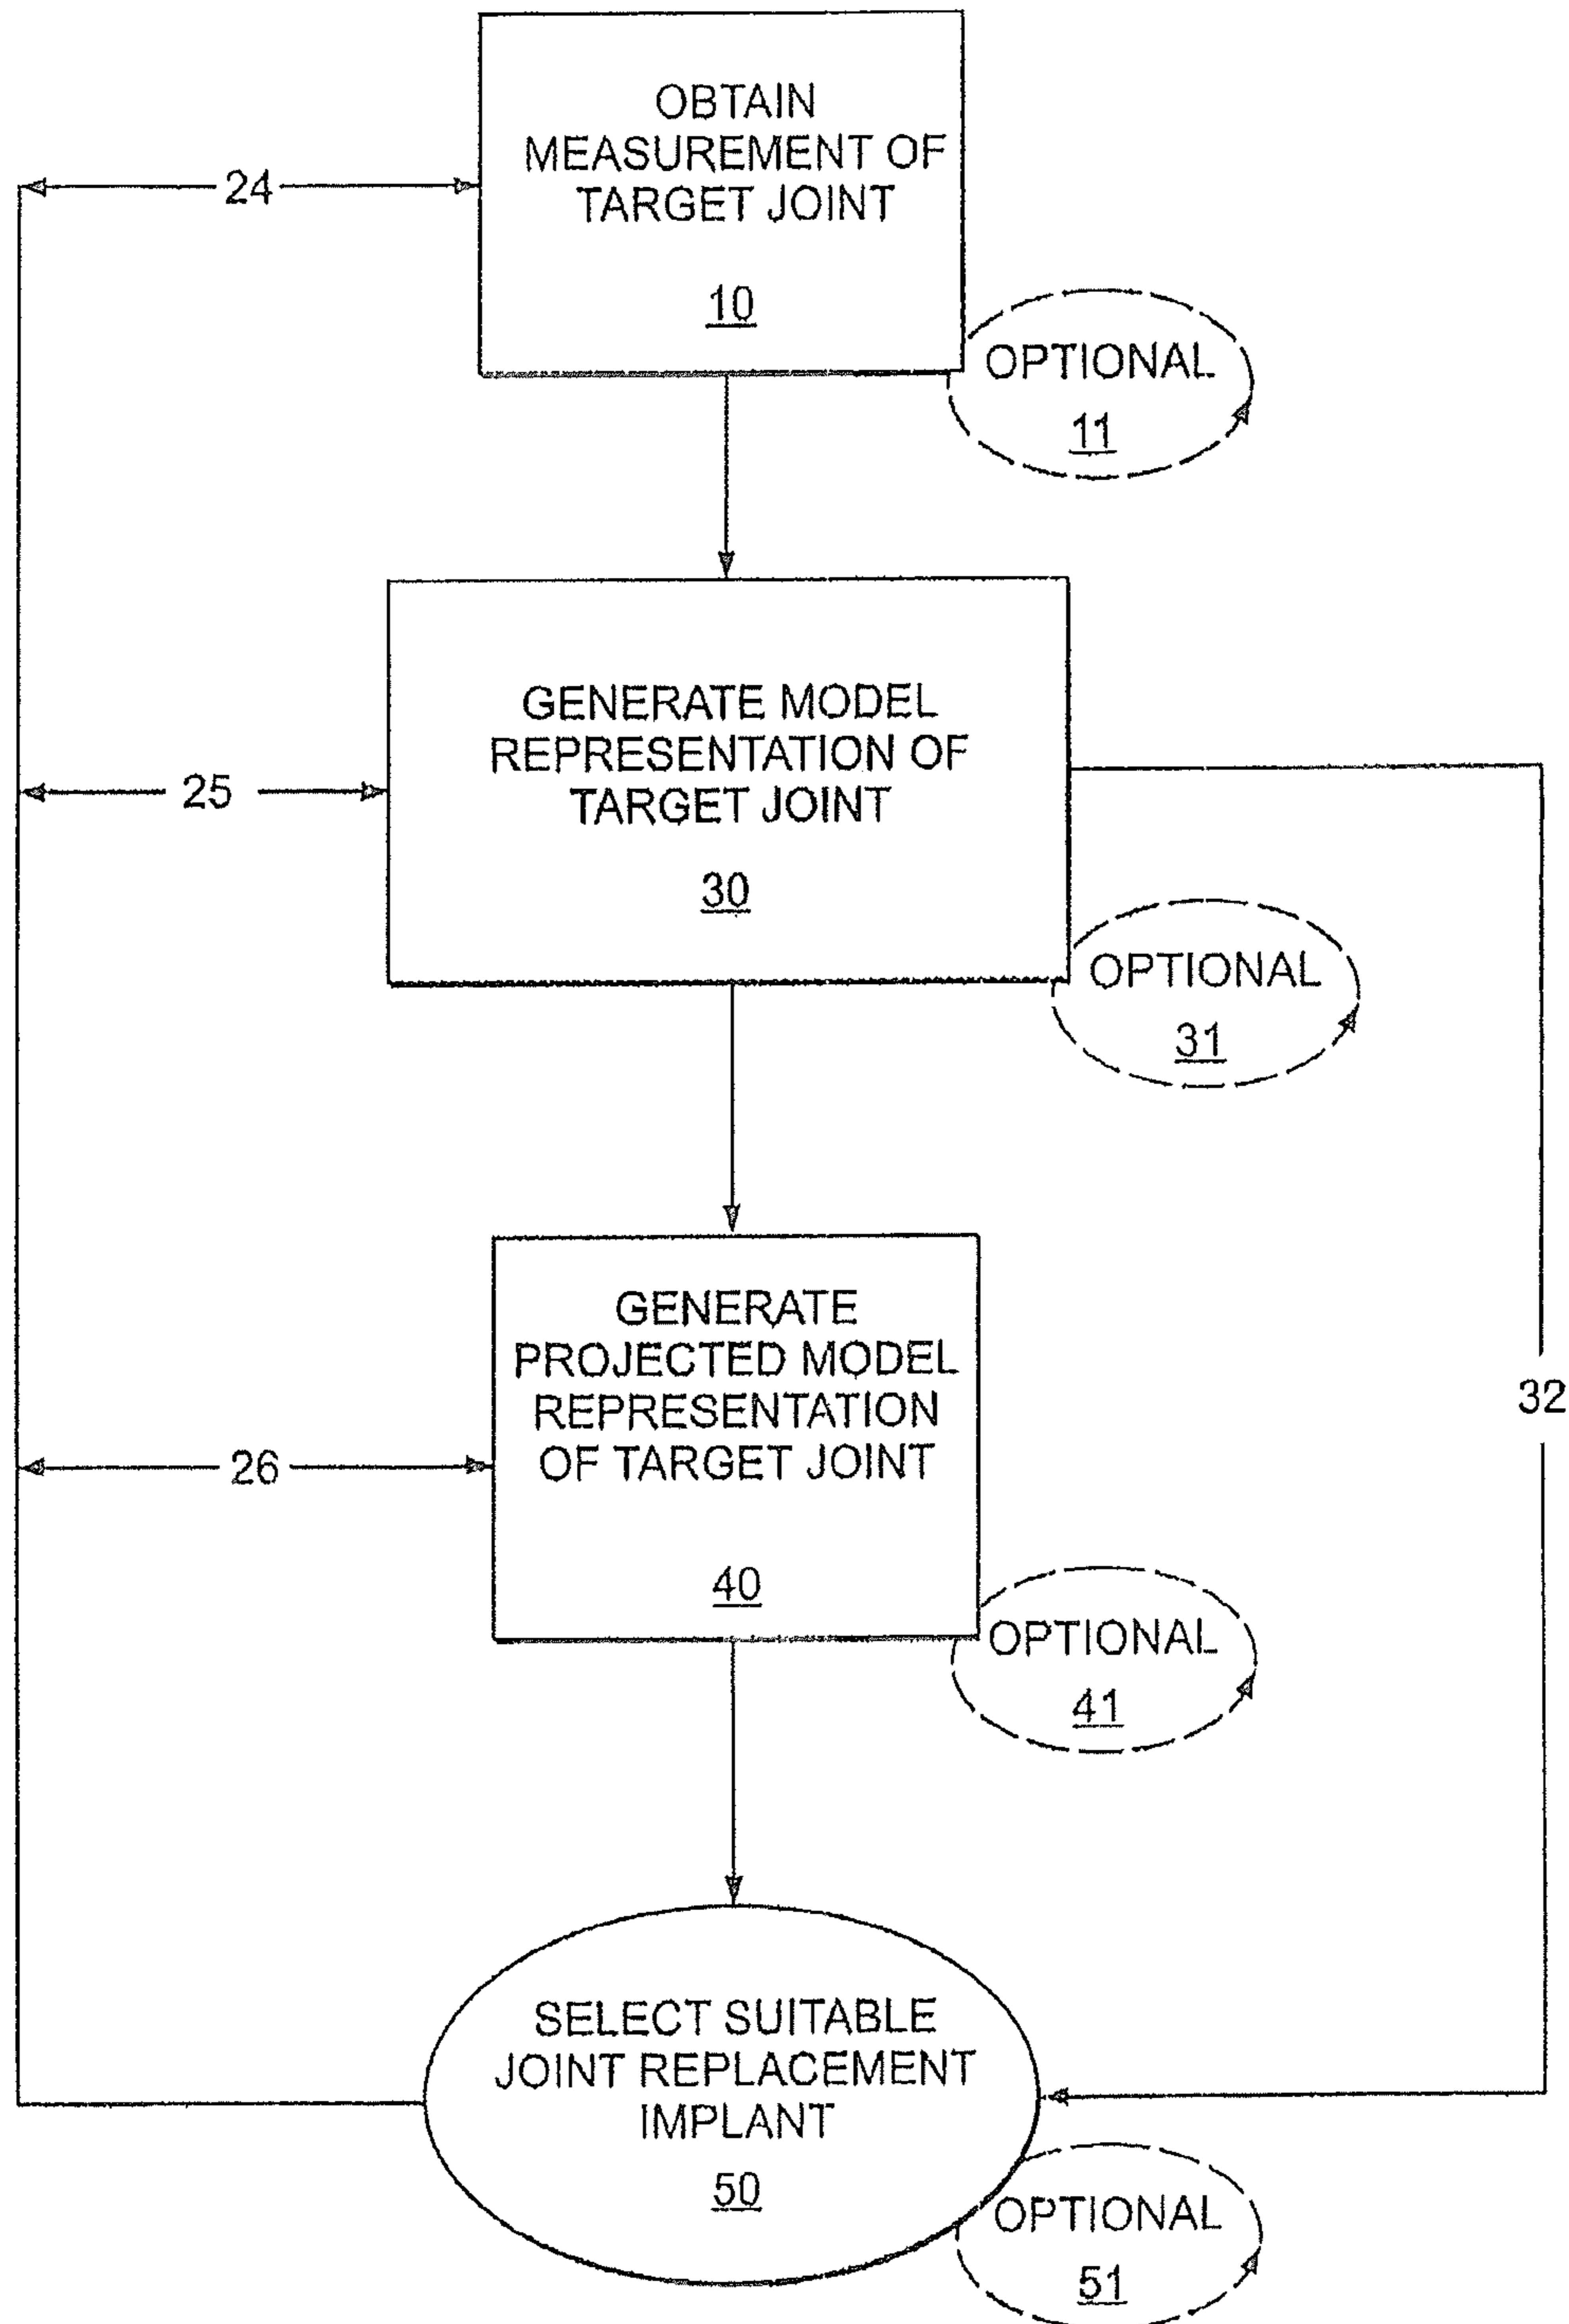 OBTAIN
MEASUREMENT OF
TARGET JOINT
10
24
OPTIONAL
11
GENERATE MODEL
REPRESENTATION OF
TARGET JOINT
30
25
OPTIONAL
31
GENERATE
PROJECTED MODEL
REPRESENTATION
OF TARGET JOINT
40
32
26
OPTIONAL
41
SELECT SUITABLE
JOINT REPLACEMENT
IMPLANT
50
OPTIONAL
51